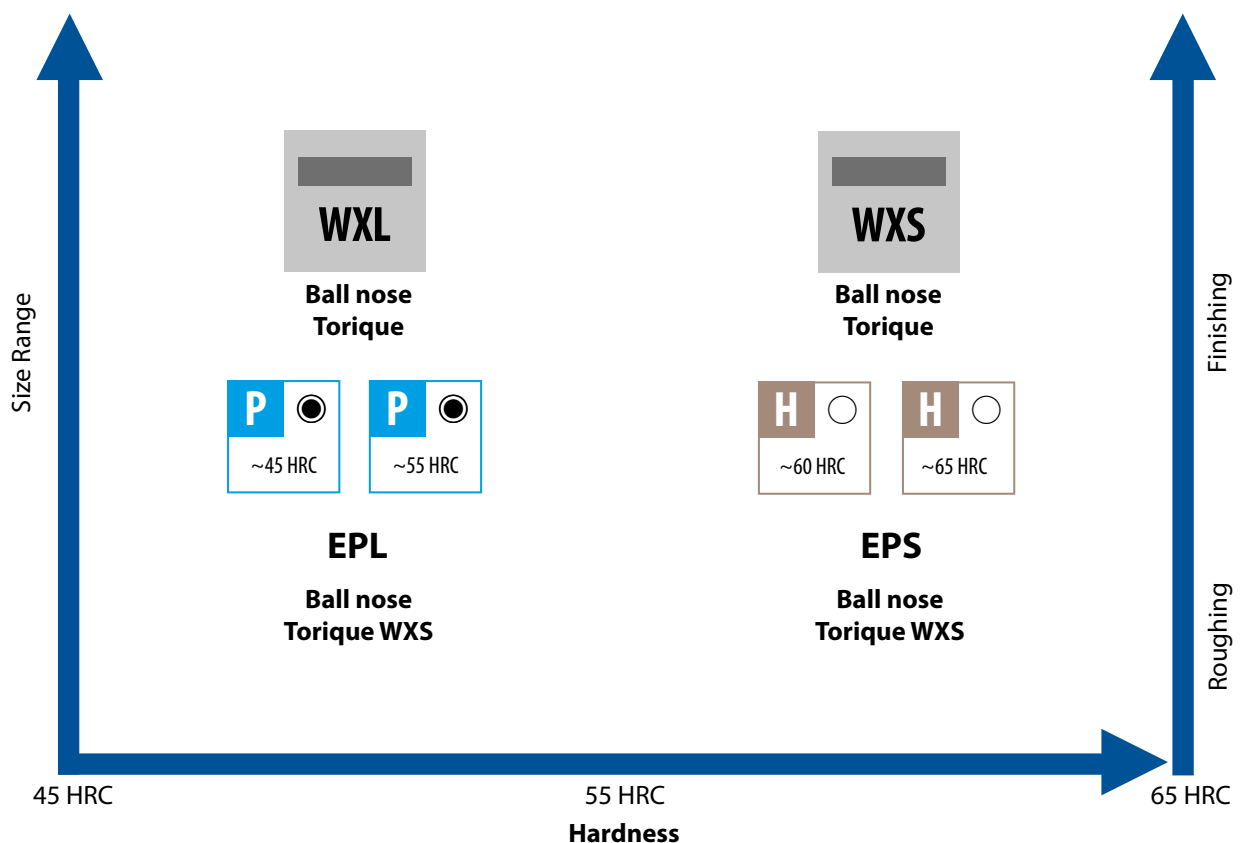 Size Range
WXL
Ball nose
Torique
P
~45 HRC
P
~55 HRC
EPL
Ball nose
Torique WXS
WXS
Ball nose
Torique
H
~60 HRC
H
~65 HRC
EPS
Ball nose
Torique WXS
Finishing
Roughing
45 HRC
55 HRC
65 HRC
Hardness